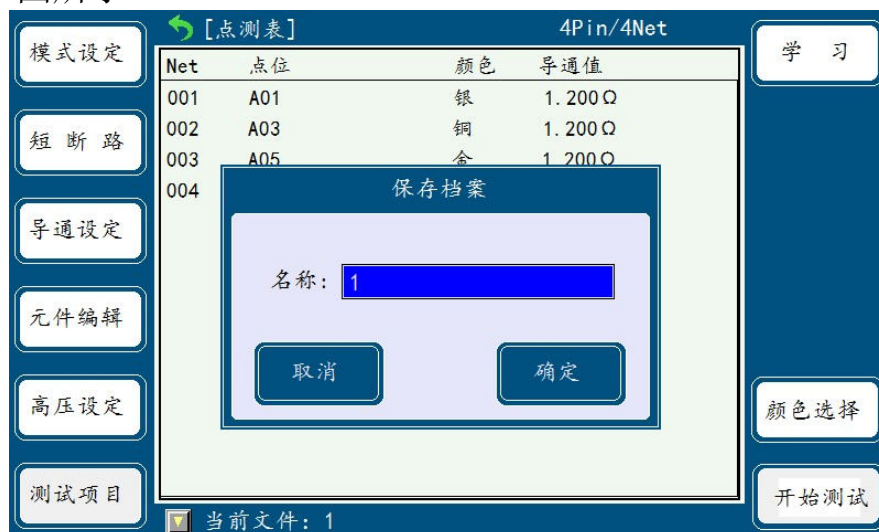 [点测表] 4Pin/4Net
模式设定
短断路
导通设定
元件编辑
高压设定
测试项目
Net 点位 颜色 导通值
001 A01 银 1.200Ω
002 A03 铜 1.200Ω
003 A05 金 1.200Ω
004
保存档案
名称: 1
取消 确定
学习
颜色选择
开始测试
当前文件: 1